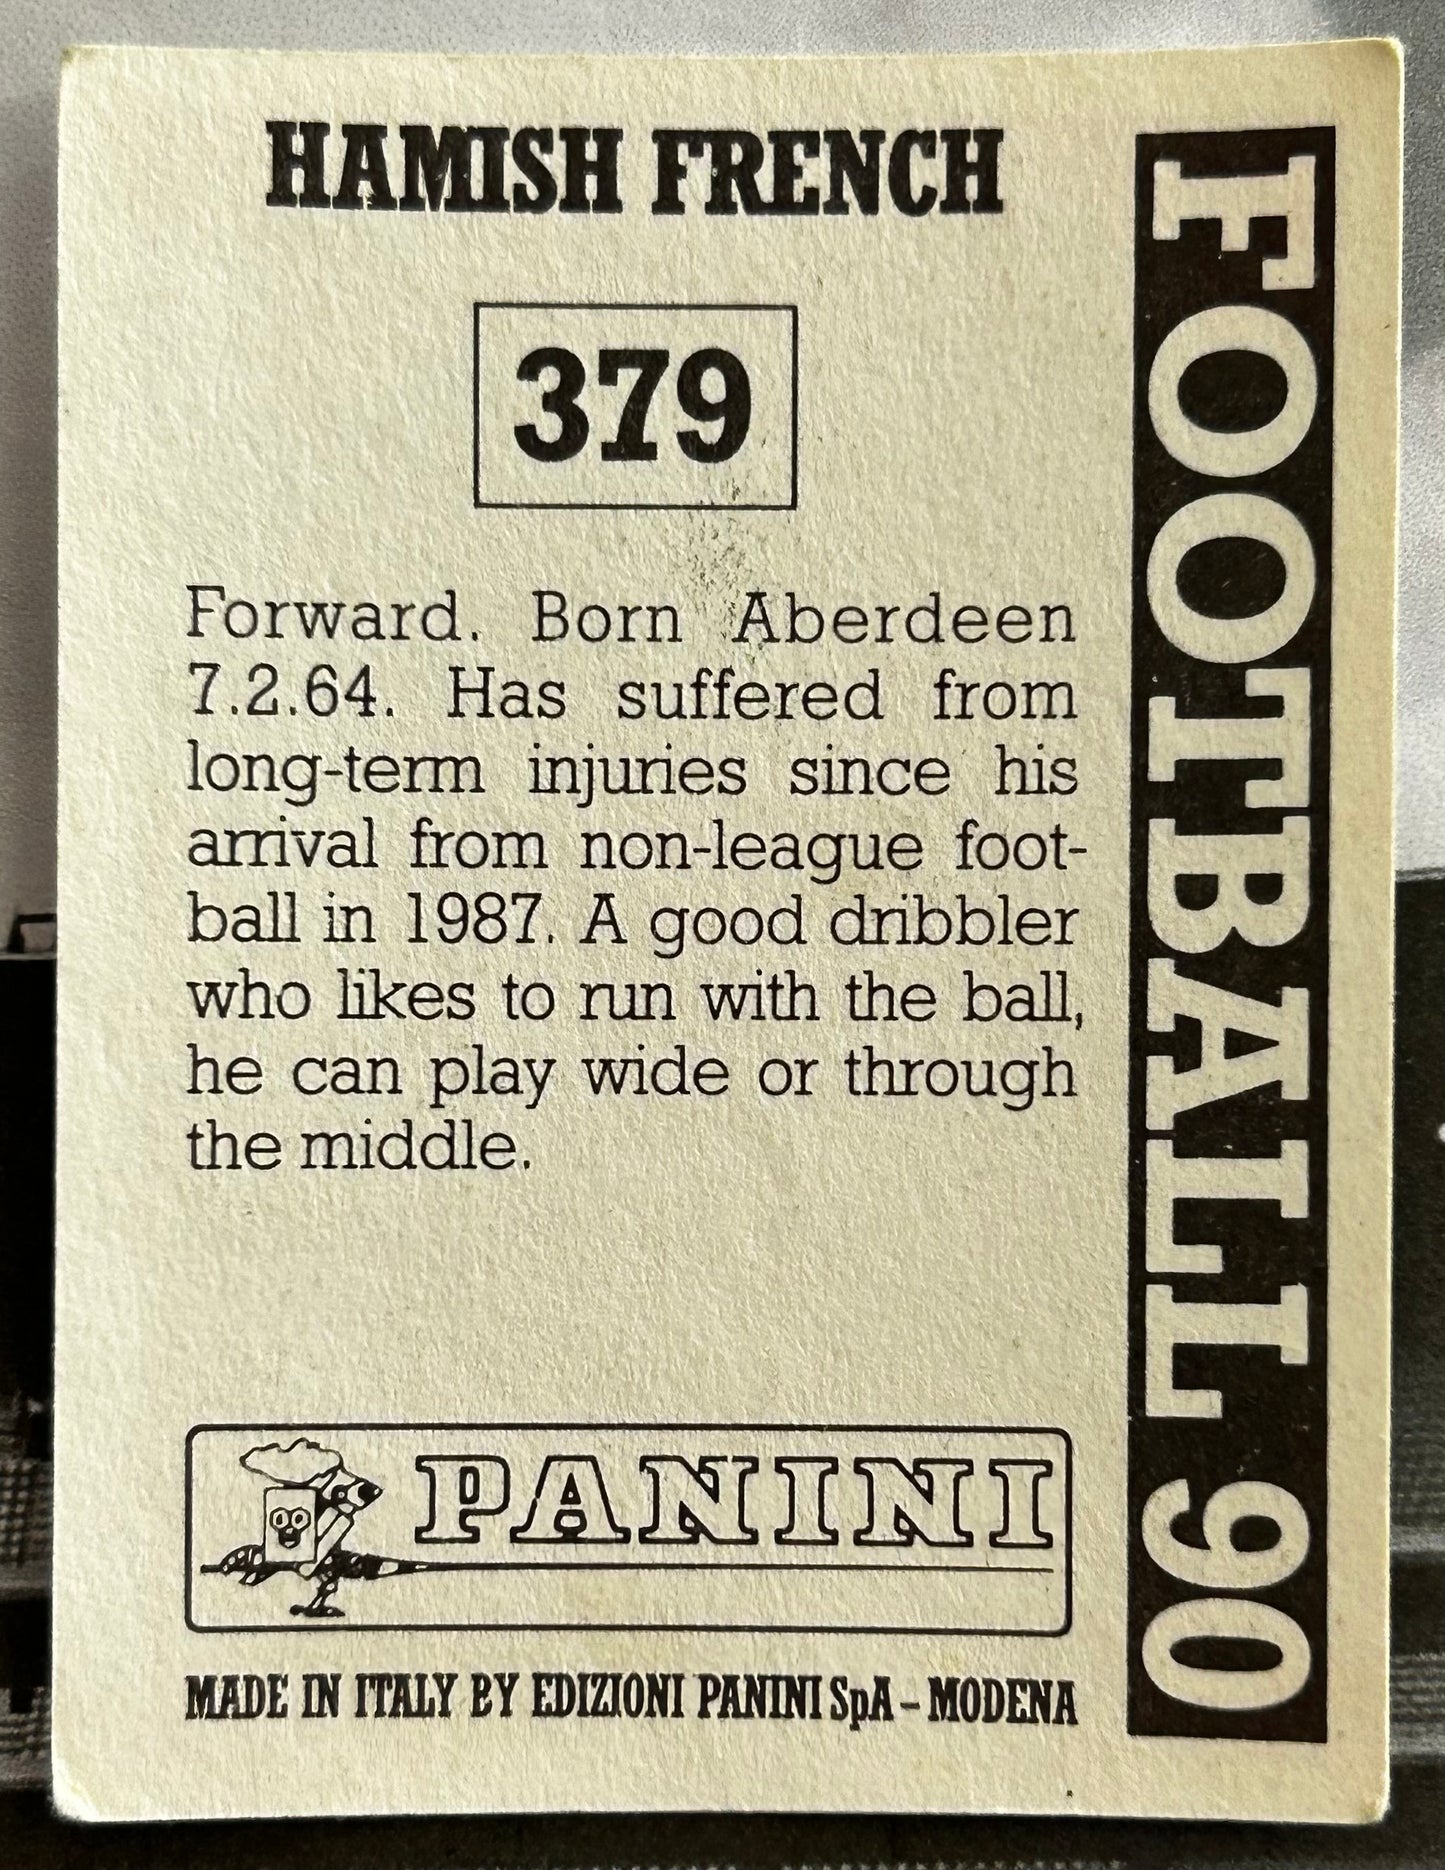 HAMISH FRENCH
379
Forward. Born Aberdeen
7.2.64. Has suffered from
long-term injuries since his
arrival from non-league foot-
ball in 1987. A good dribbler
who likes to run with the ball,
he can play wide or through
the middle.
PANINI
MADE IN ITALY BY EDIZIONI PANINI SpA – MODENA
FOOTBALL 90